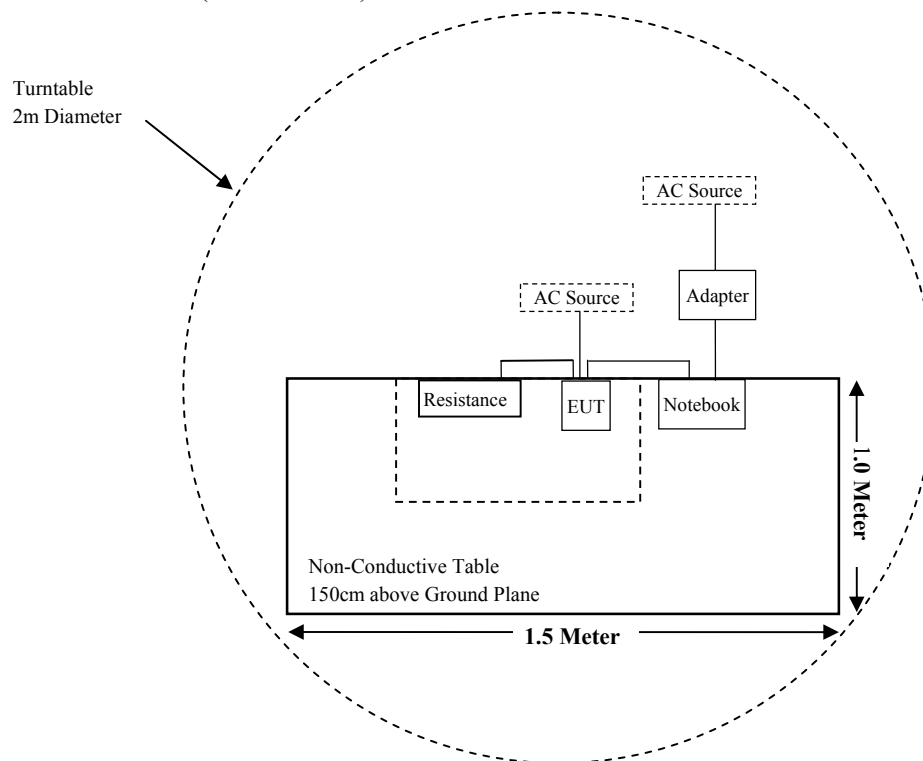 Turntable
2m Diameter
AC Source
AC Source
Adapter
Resistance
EUT
Notebook
1.0 Meter
Non-Conductive Table
150cm above Ground Plane
1.5 Meter